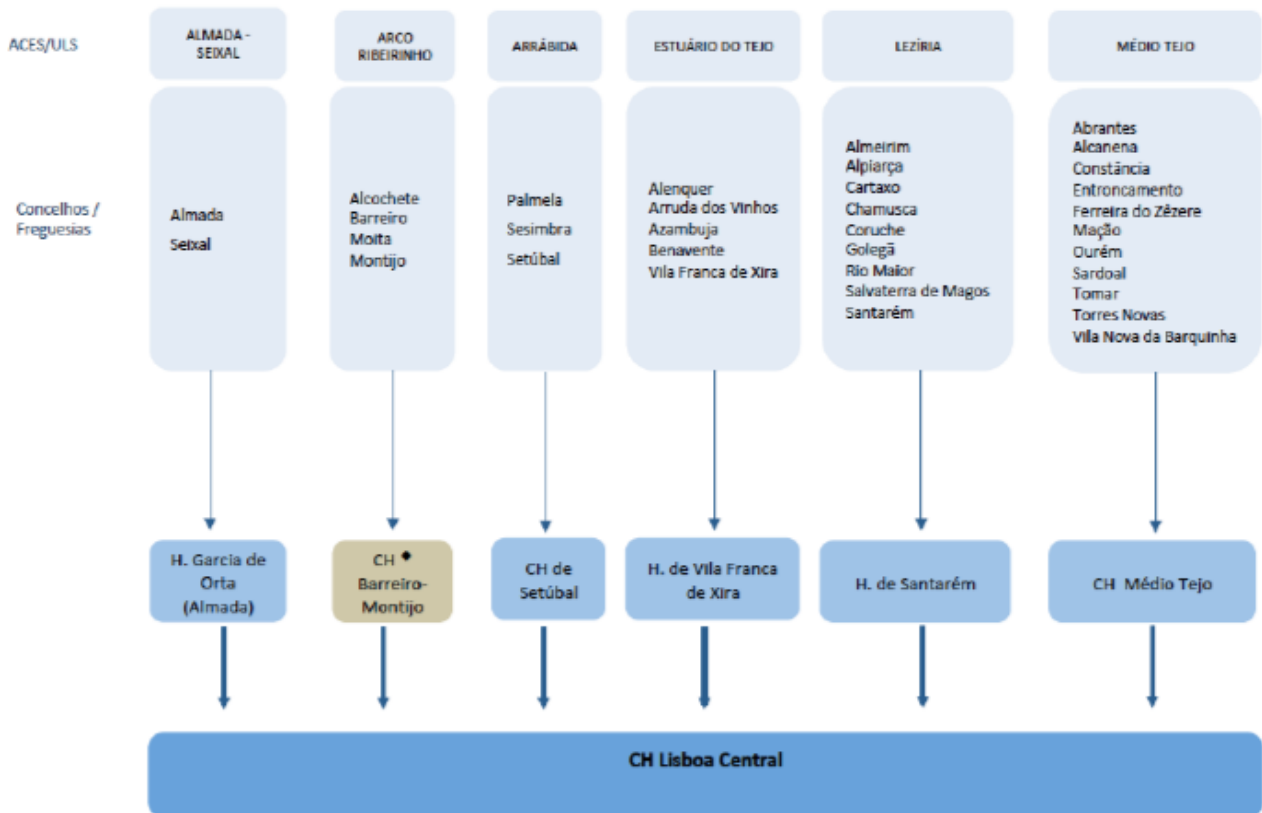 ACES/ULS
ALMADA -
SEIXAL
ARCO
RIBEIRINHO
ARRÁBIDA
ESTUÁRIO DO TEJO
LEZÍRIA
MÉDIO TEJO
Concelhos /
Freguesias
Almada
Seixal
Alcochete
Barreiro
Moita
Montijo
Palmela
Sesimbra
Setúbal
Alenquer
Arruda dos Vinhos
Azambuja
Benavente
Vila Franca de Xira
Almeirim
Alpiarça
Cartaxo
Chamusca
Coruche
Golegã
Rio Maior
Salvaterra de Magos
Santarém
Abrantes
Alcanena
Constância
Entroncamento
Ferreira do Zêzere
Mação
Ourém
Sardoal
Tomar
Torres Novas
Vila Nova da Barquinha
H. Garcia de
Orta
(Almada)
CH ◆
Barreiro-
Montijo
CH de
Setúbal
H. de Vila Franca
de Xira
H. de Santarém
CH Médio Tejo
CH Lisboa Central